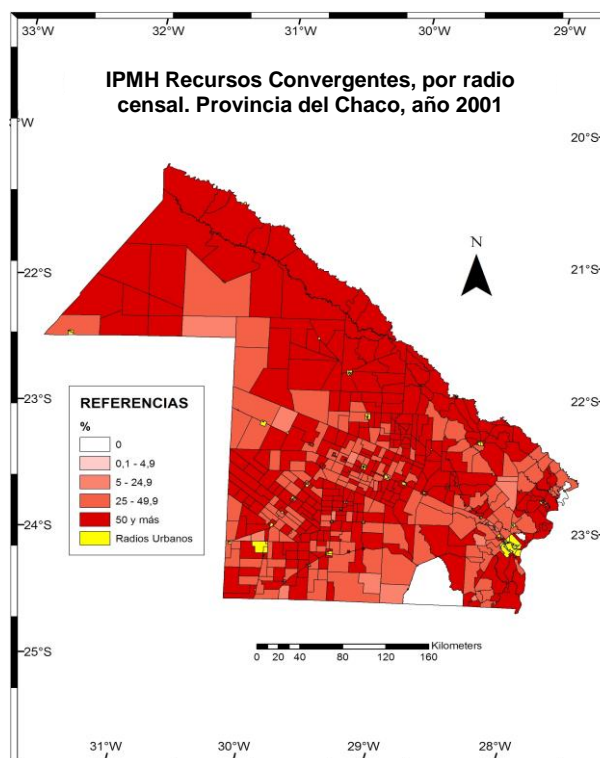 33°W 32°W 31°W 30°W 29°W
IPMH Recursos Convergentes, por radio
censal. Provincia del Chaco, año 2001
°W
20°S
N
22°S
21°S
23°S
22°S
REFERENCIAS
%
0
0,1 - 4,9
5 - 24,9
25 - 49,9
50 y más
Radios Urbanos
24°S
23°S
25°S
Kilometers
0 20 40 80 120 160
31°W 30°W 29°W 28°W